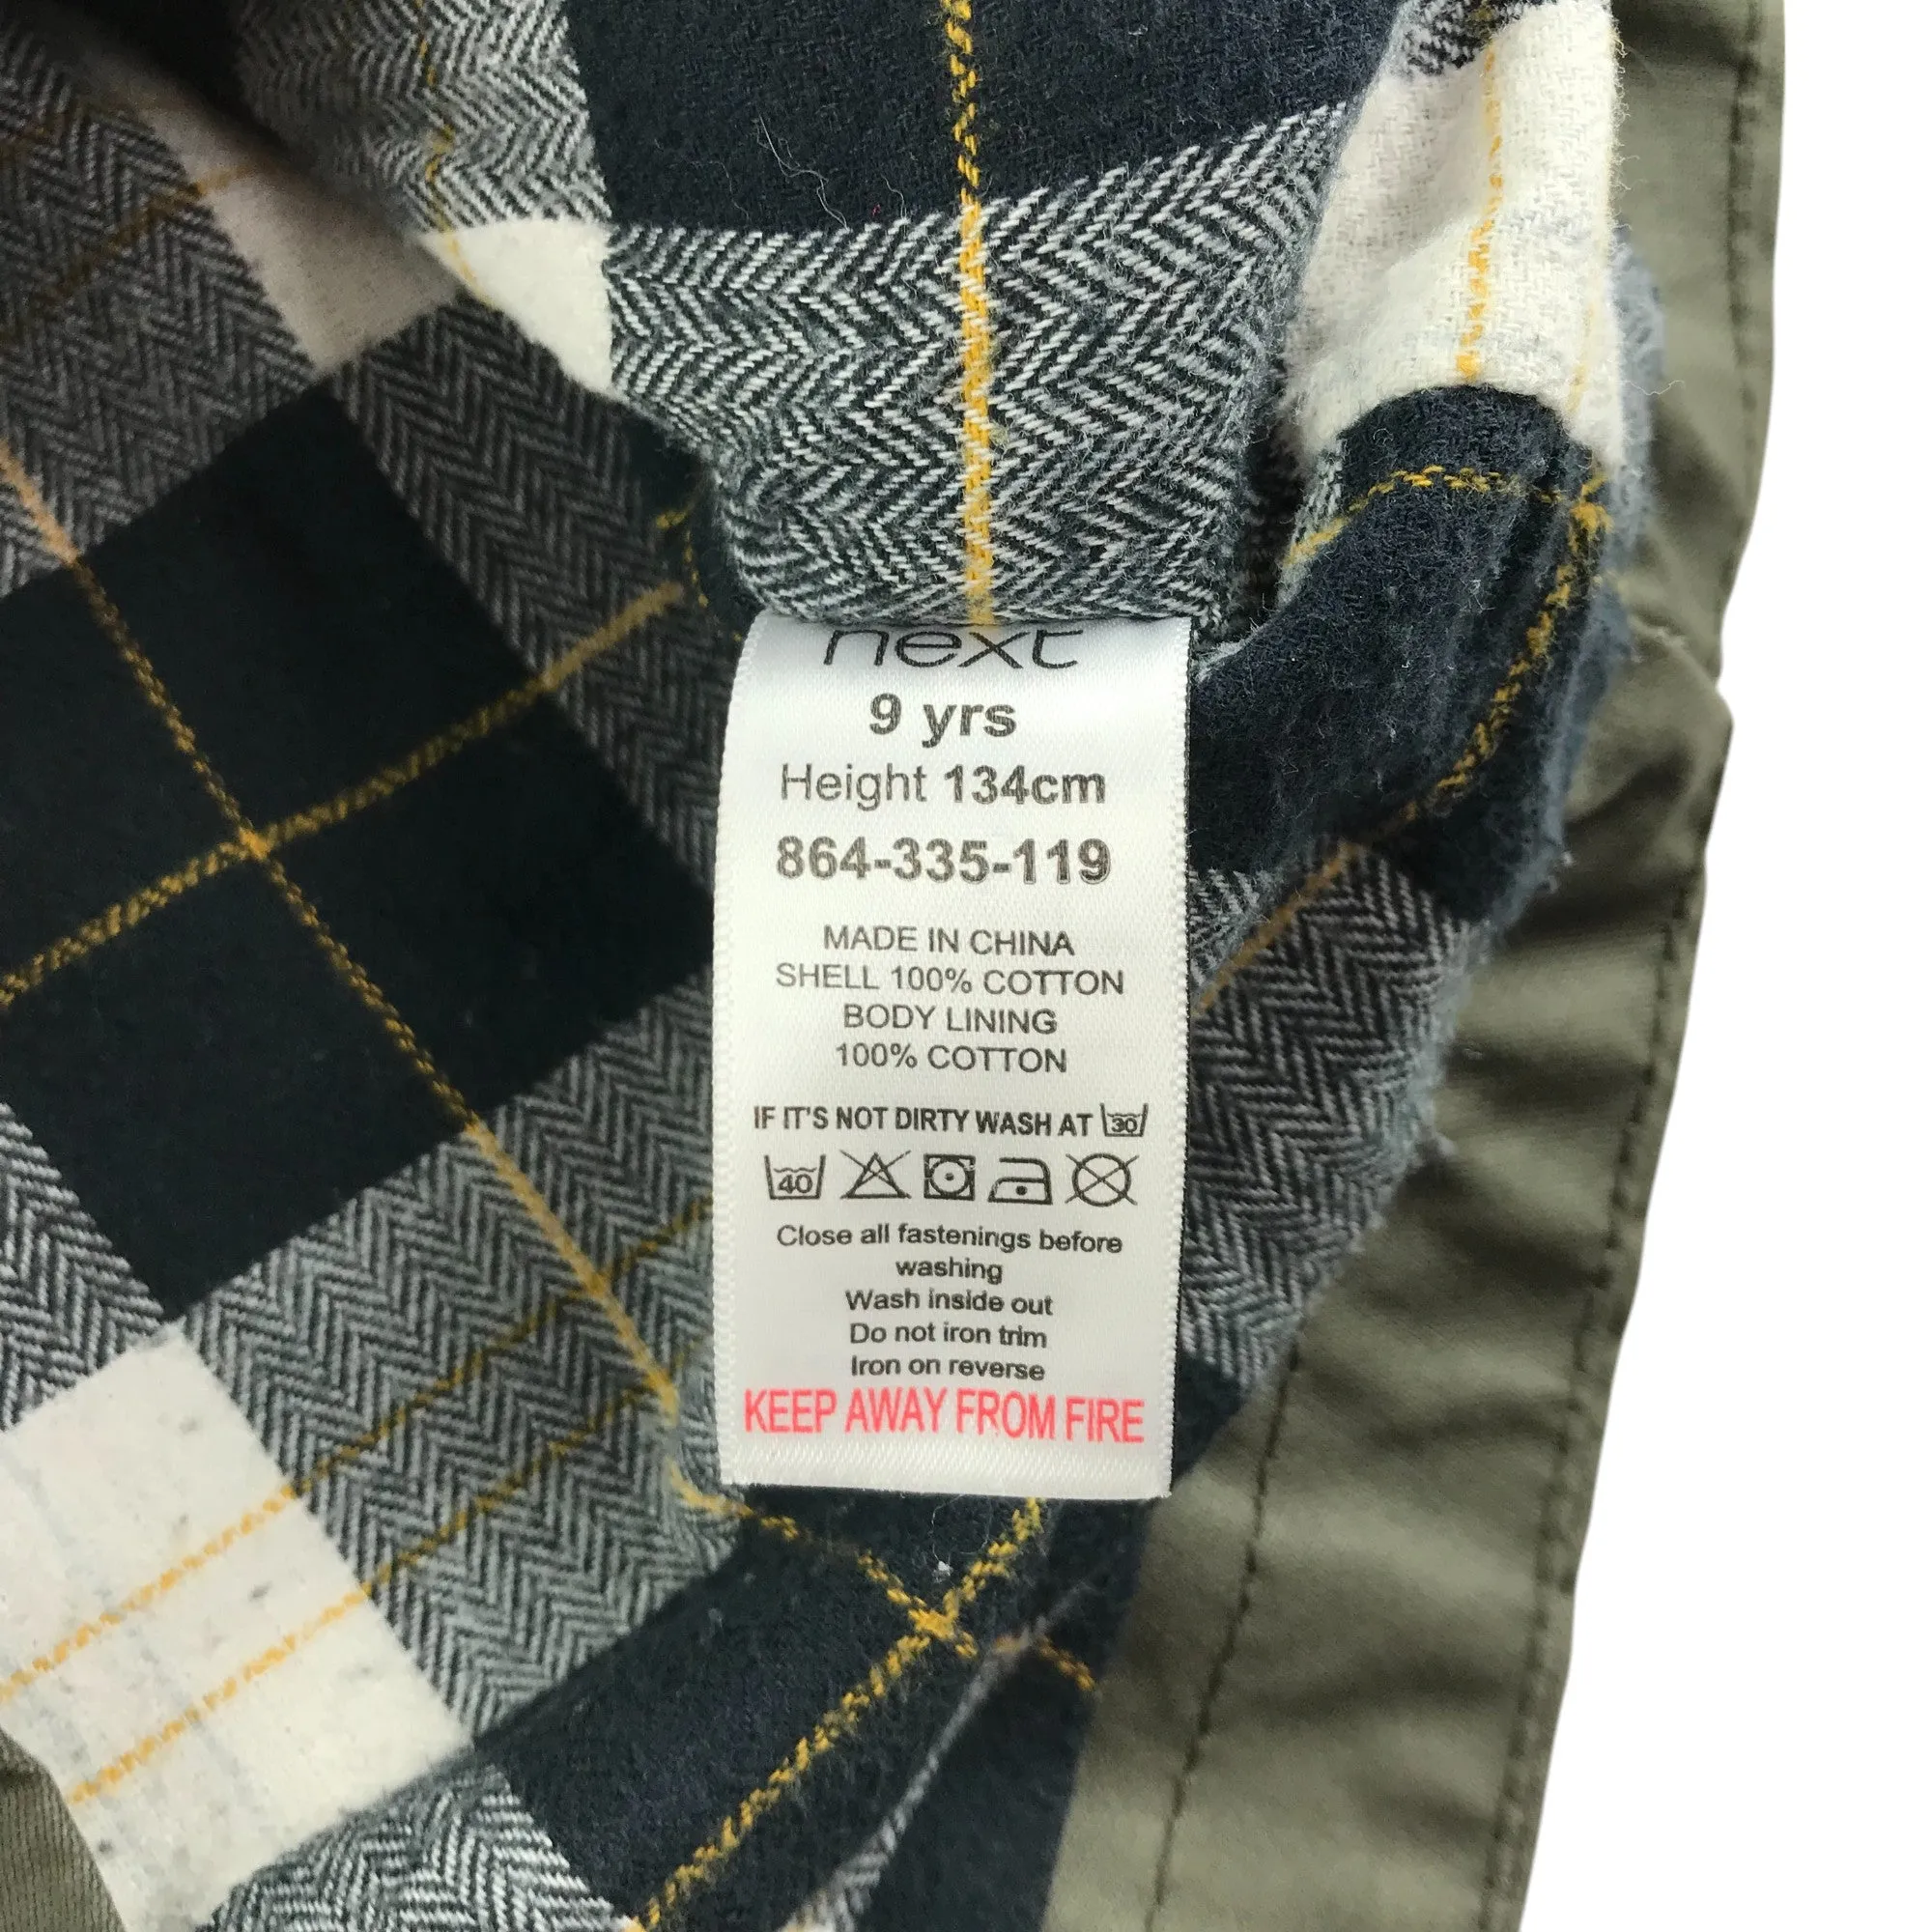 next
9 yrs
Height 134cm
864-335-119
MADE IN CHINA
SHELL 100% COTTON
BODY LINING
100% COTTON
IF IT'S NOT DIRTY WASH AT 30
40
Close all fastenings before
washing
Wash inside out
Do not iron trim
Iron on reverse
KEEP AWAY FROM FIRE